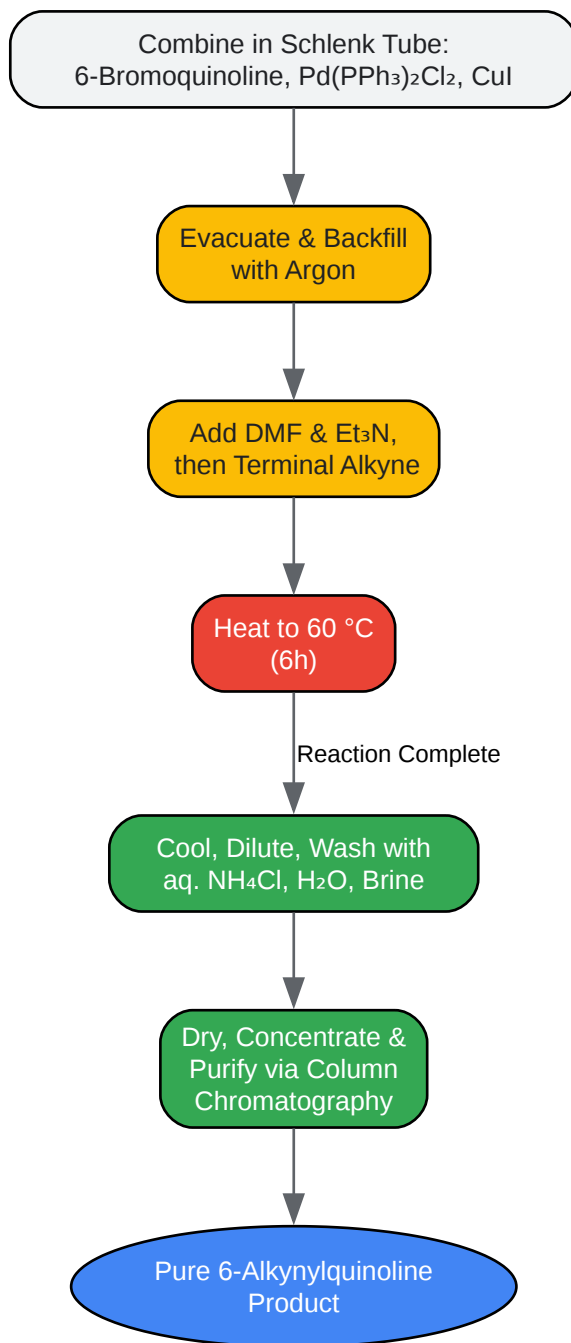 Combine in Schlenk Tube:
6-Bromoquinoline, Pd(PPh₃)₂Cl₂, CuI
Evacuate & Backfill
with Argon
Add DMF & Et₃N,
then Terminal Alkyne
Heat to 60 °C
(6h)
Reaction Complete
Cool, Dilute, Wash with
aq. NH₄Cl, H₂O, Brine
Dry, Concentrate &
Purify via Column
Chromatography
Pure 6-Alkynylquinoline
Product